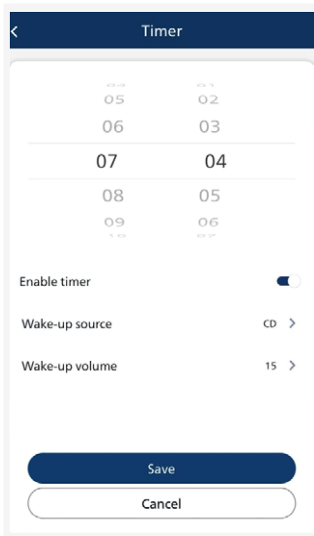 Timer
05 02
06 03
07 04
08 05
09 06
Enable timer
Wake-up source CD
Wake-up volume 15
Save
Cancel